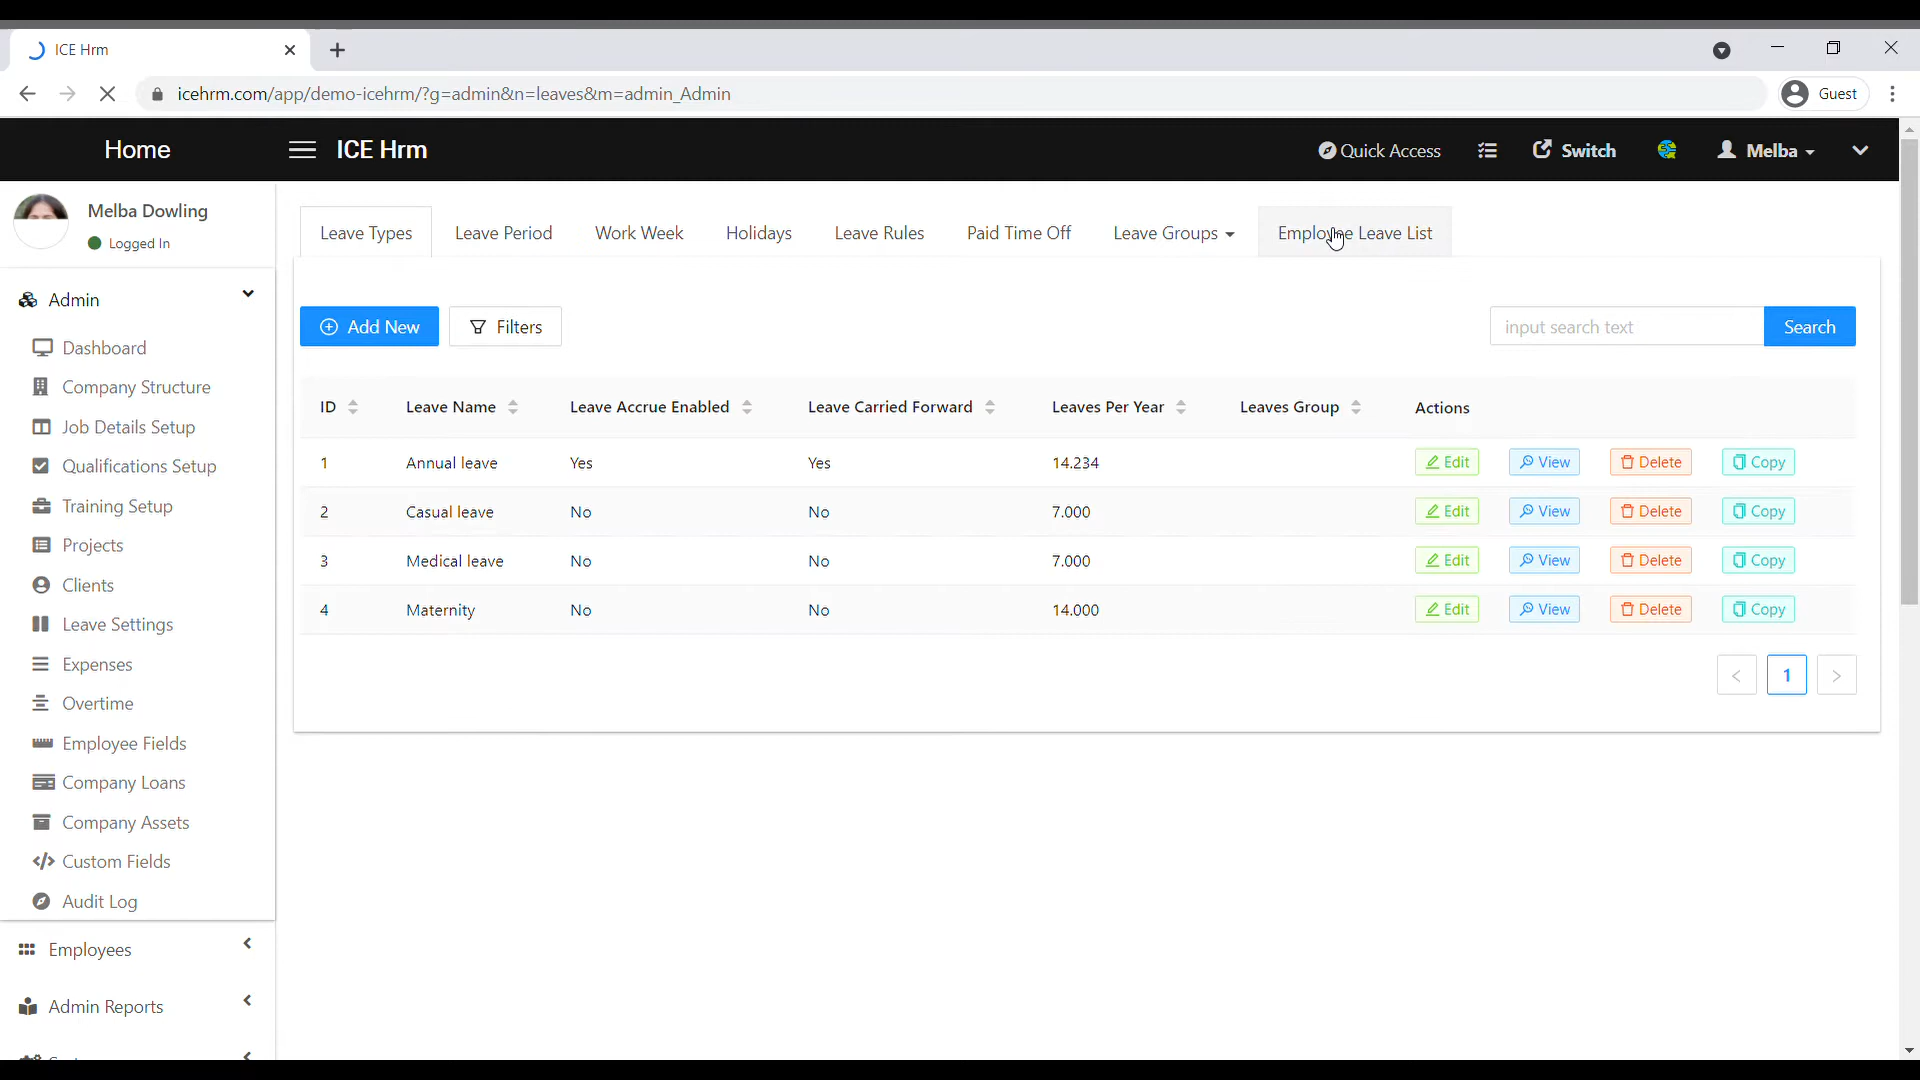 ICE Hrm
icehrm.com/app/demo-icehrm/?g=admin&n=leaves&m=admin_Admin
Guest
Home
ICE Hrm
Quick Access
Switch
Melba
Melba Dowling
Logged In
Leave Types
Leave Period
Work Week
Holidays
Leave Rules
Paid Time Off
Leave Groups
Employee Leave List
Admin
Dashboard
Company Structure
Job Details Setup
Qualifications Setup
Training Setup
Projects
Clients
Leave Settings
Expenses
Overtime
Employee Fields
Company Loans
Company Assets
Custom Fields
Audit Log
Employees
Admin Reports
Add New
Filters
input search text
Search
ID Leave Name Leave Accrue Enabled Leave Carried Forward Leaves Per Year Leaves Group Actions
1 Annual leave Yes Yes 14.234 Edit View Delete Copy
2 Casual leave No No 7.000 Edit View Delete Copy
3 Medical leave No No 7.000 Edit View Delete Copy
4 Maternity No No 14.000 Edit View Delete Copy
< 1 >